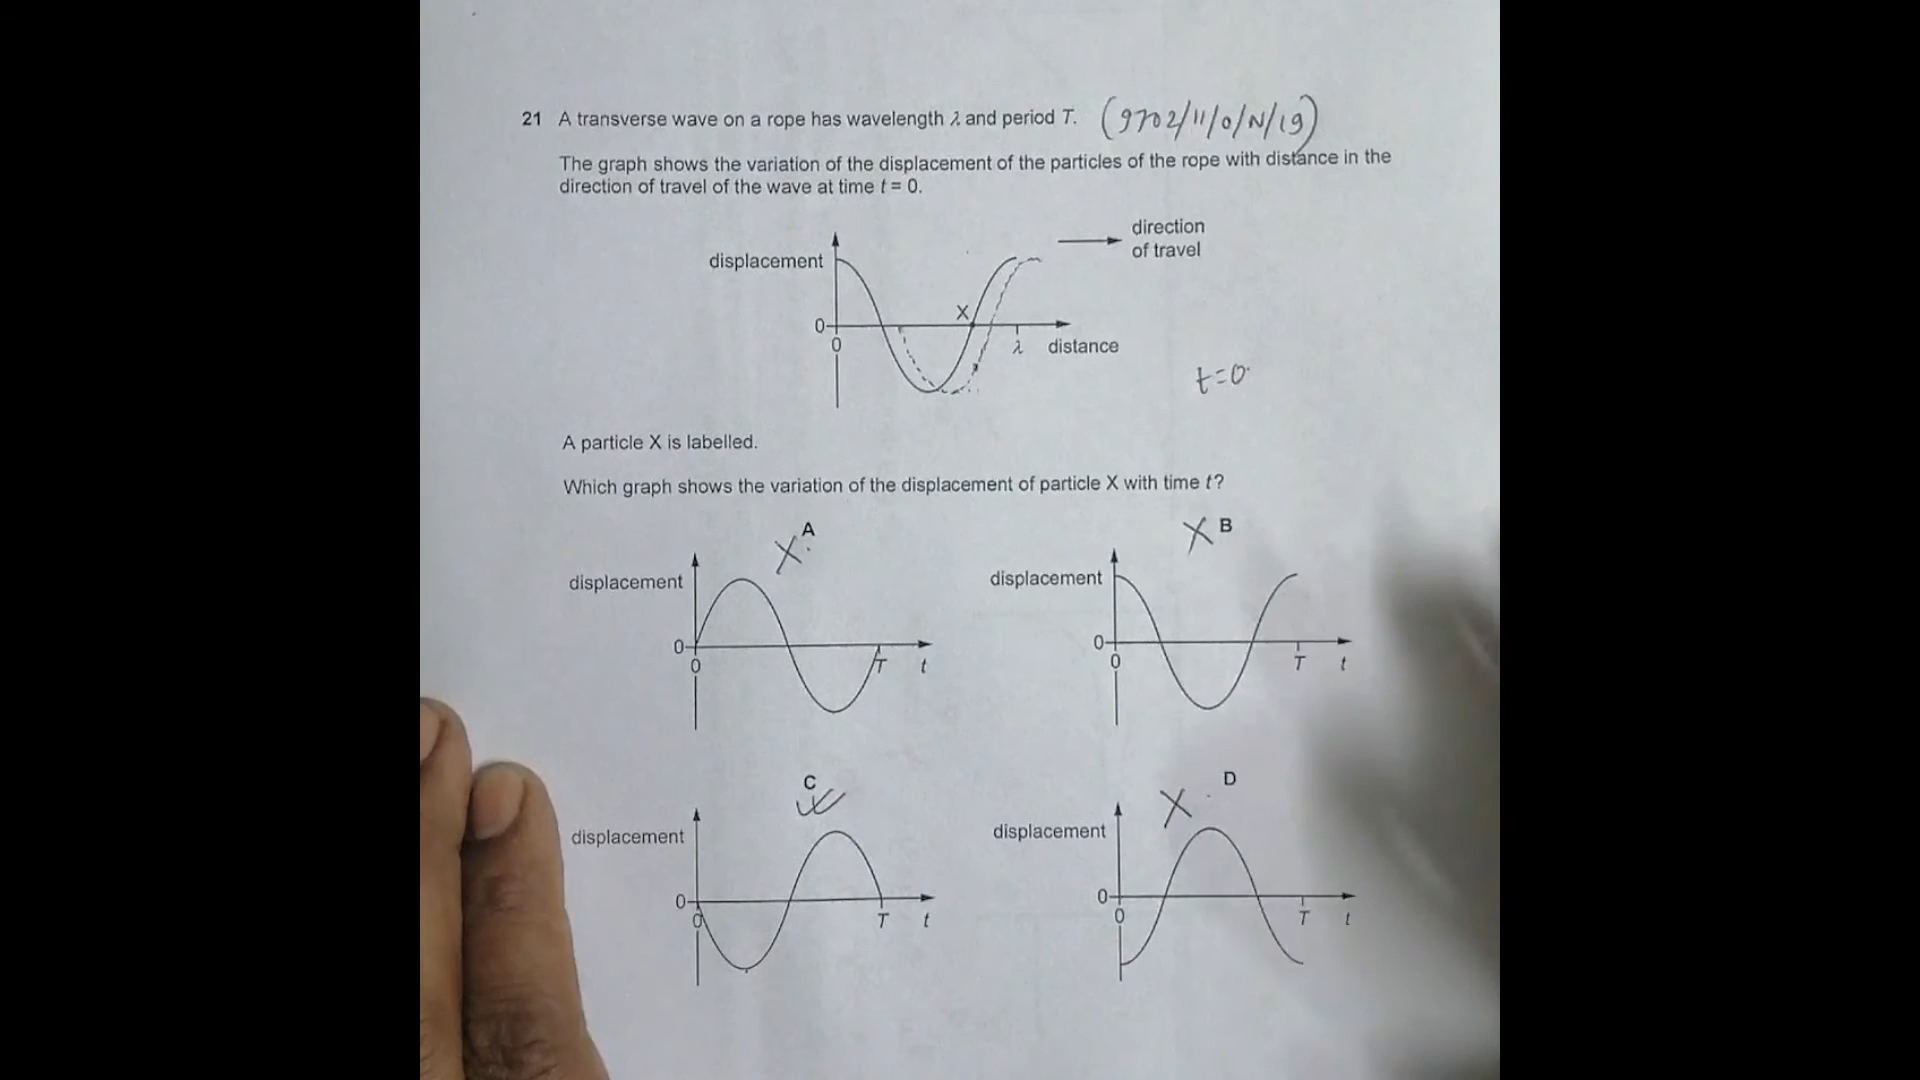 21 A transverse wave on a rope has wavelength λ and period T. (9702/11/O/N/19)
The graph shows the variation of the displacement of the particles of the rope with distance in the
direction of travel of the wave at time t = 0.
direction
of travel
displacement
X
0
0
λ
distance
t=0
A particle X is labelled.
Which graph shows the variation of the displacement of particle X with time t?
A
displacement
0
0
T
t
B
displacement
0
0
T
t
C
displacement
0
0
T
t
D
displacement
0
0
T
t